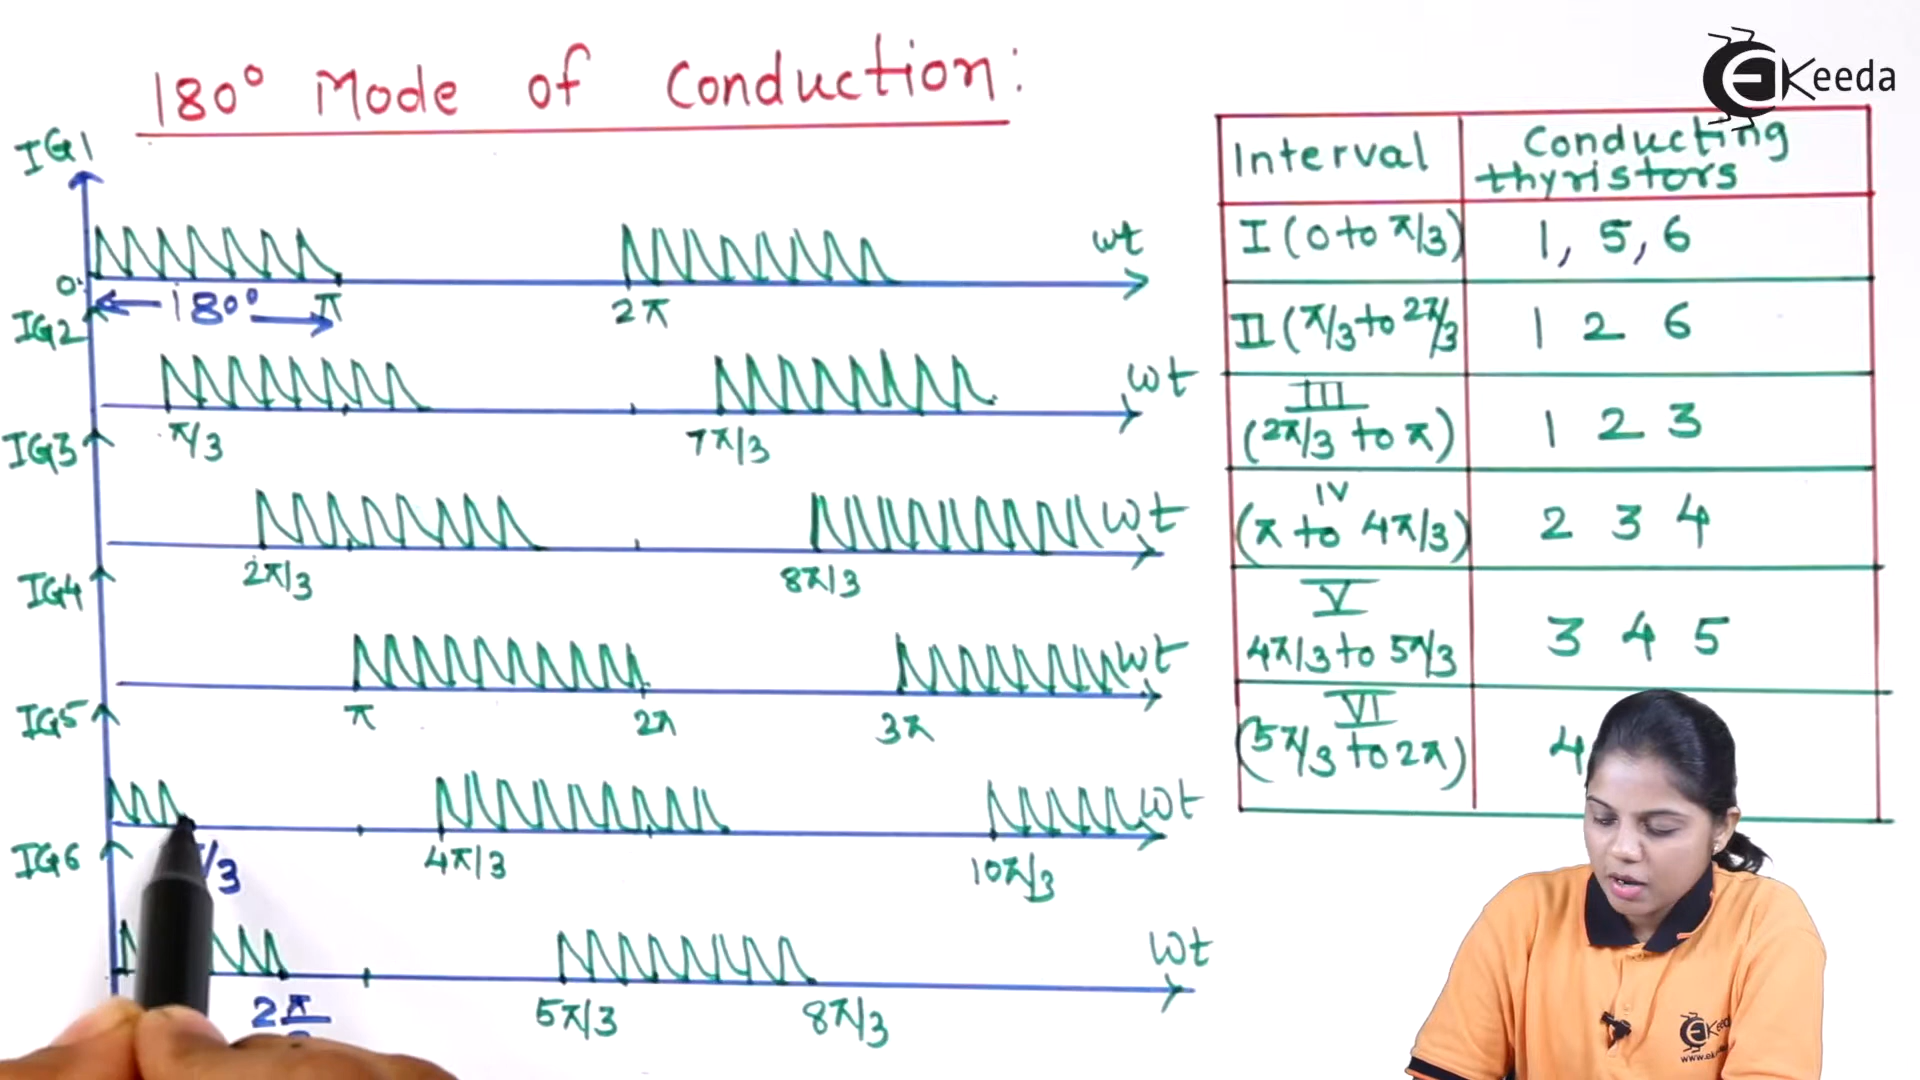 180° Mode of Conduction:
EKeeda
IG1
ωt
0
180°
π
2π
IG2
ωt
π/3
7π/3
IG3
ωt
2π/3
8π/3
IG4
ωt
π
2π
3π
IG5
ωt
/3
4π/3
10π/3
IG6
ωt
2π
5π/3
8π/3
Interval
Conducting
thyristors
I (0 to π/3)
1, 5, 6
II (π/3 to 2π/3
1 2 6
III
(2π/3 to π)
1 2 3
IV
(π to 4π/3)
2 3 4
V
4π/3 to 5π/3
3 4 5
VI
(5π/3 to 2π)
4